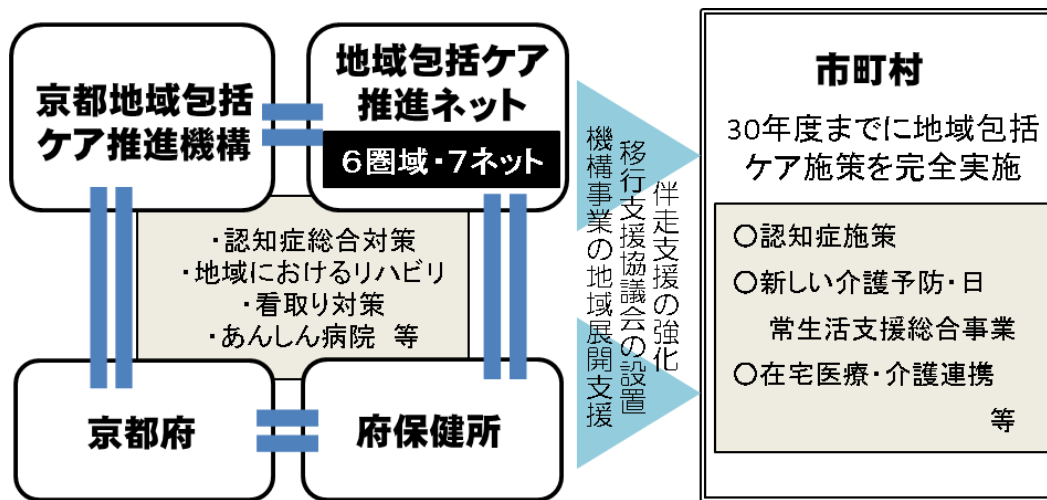 京都地域包括
ケア推進機構
地域包括ケア
推進ネット
6圏域・7ネット
・認知症総合対策
・地域におけるリハビリ
・看取り対策
・あんしん病院 等
京都府
府保健所
伴走支援の強化
移行支援協議会の設置
機構事業の地域展開支援
市町村
30年度までに地域包括
ケア施策を完全実施
〇認知症施策
〇新しい介護予防・日
常生活支援総合事業
〇在宅医療・介護連携
等